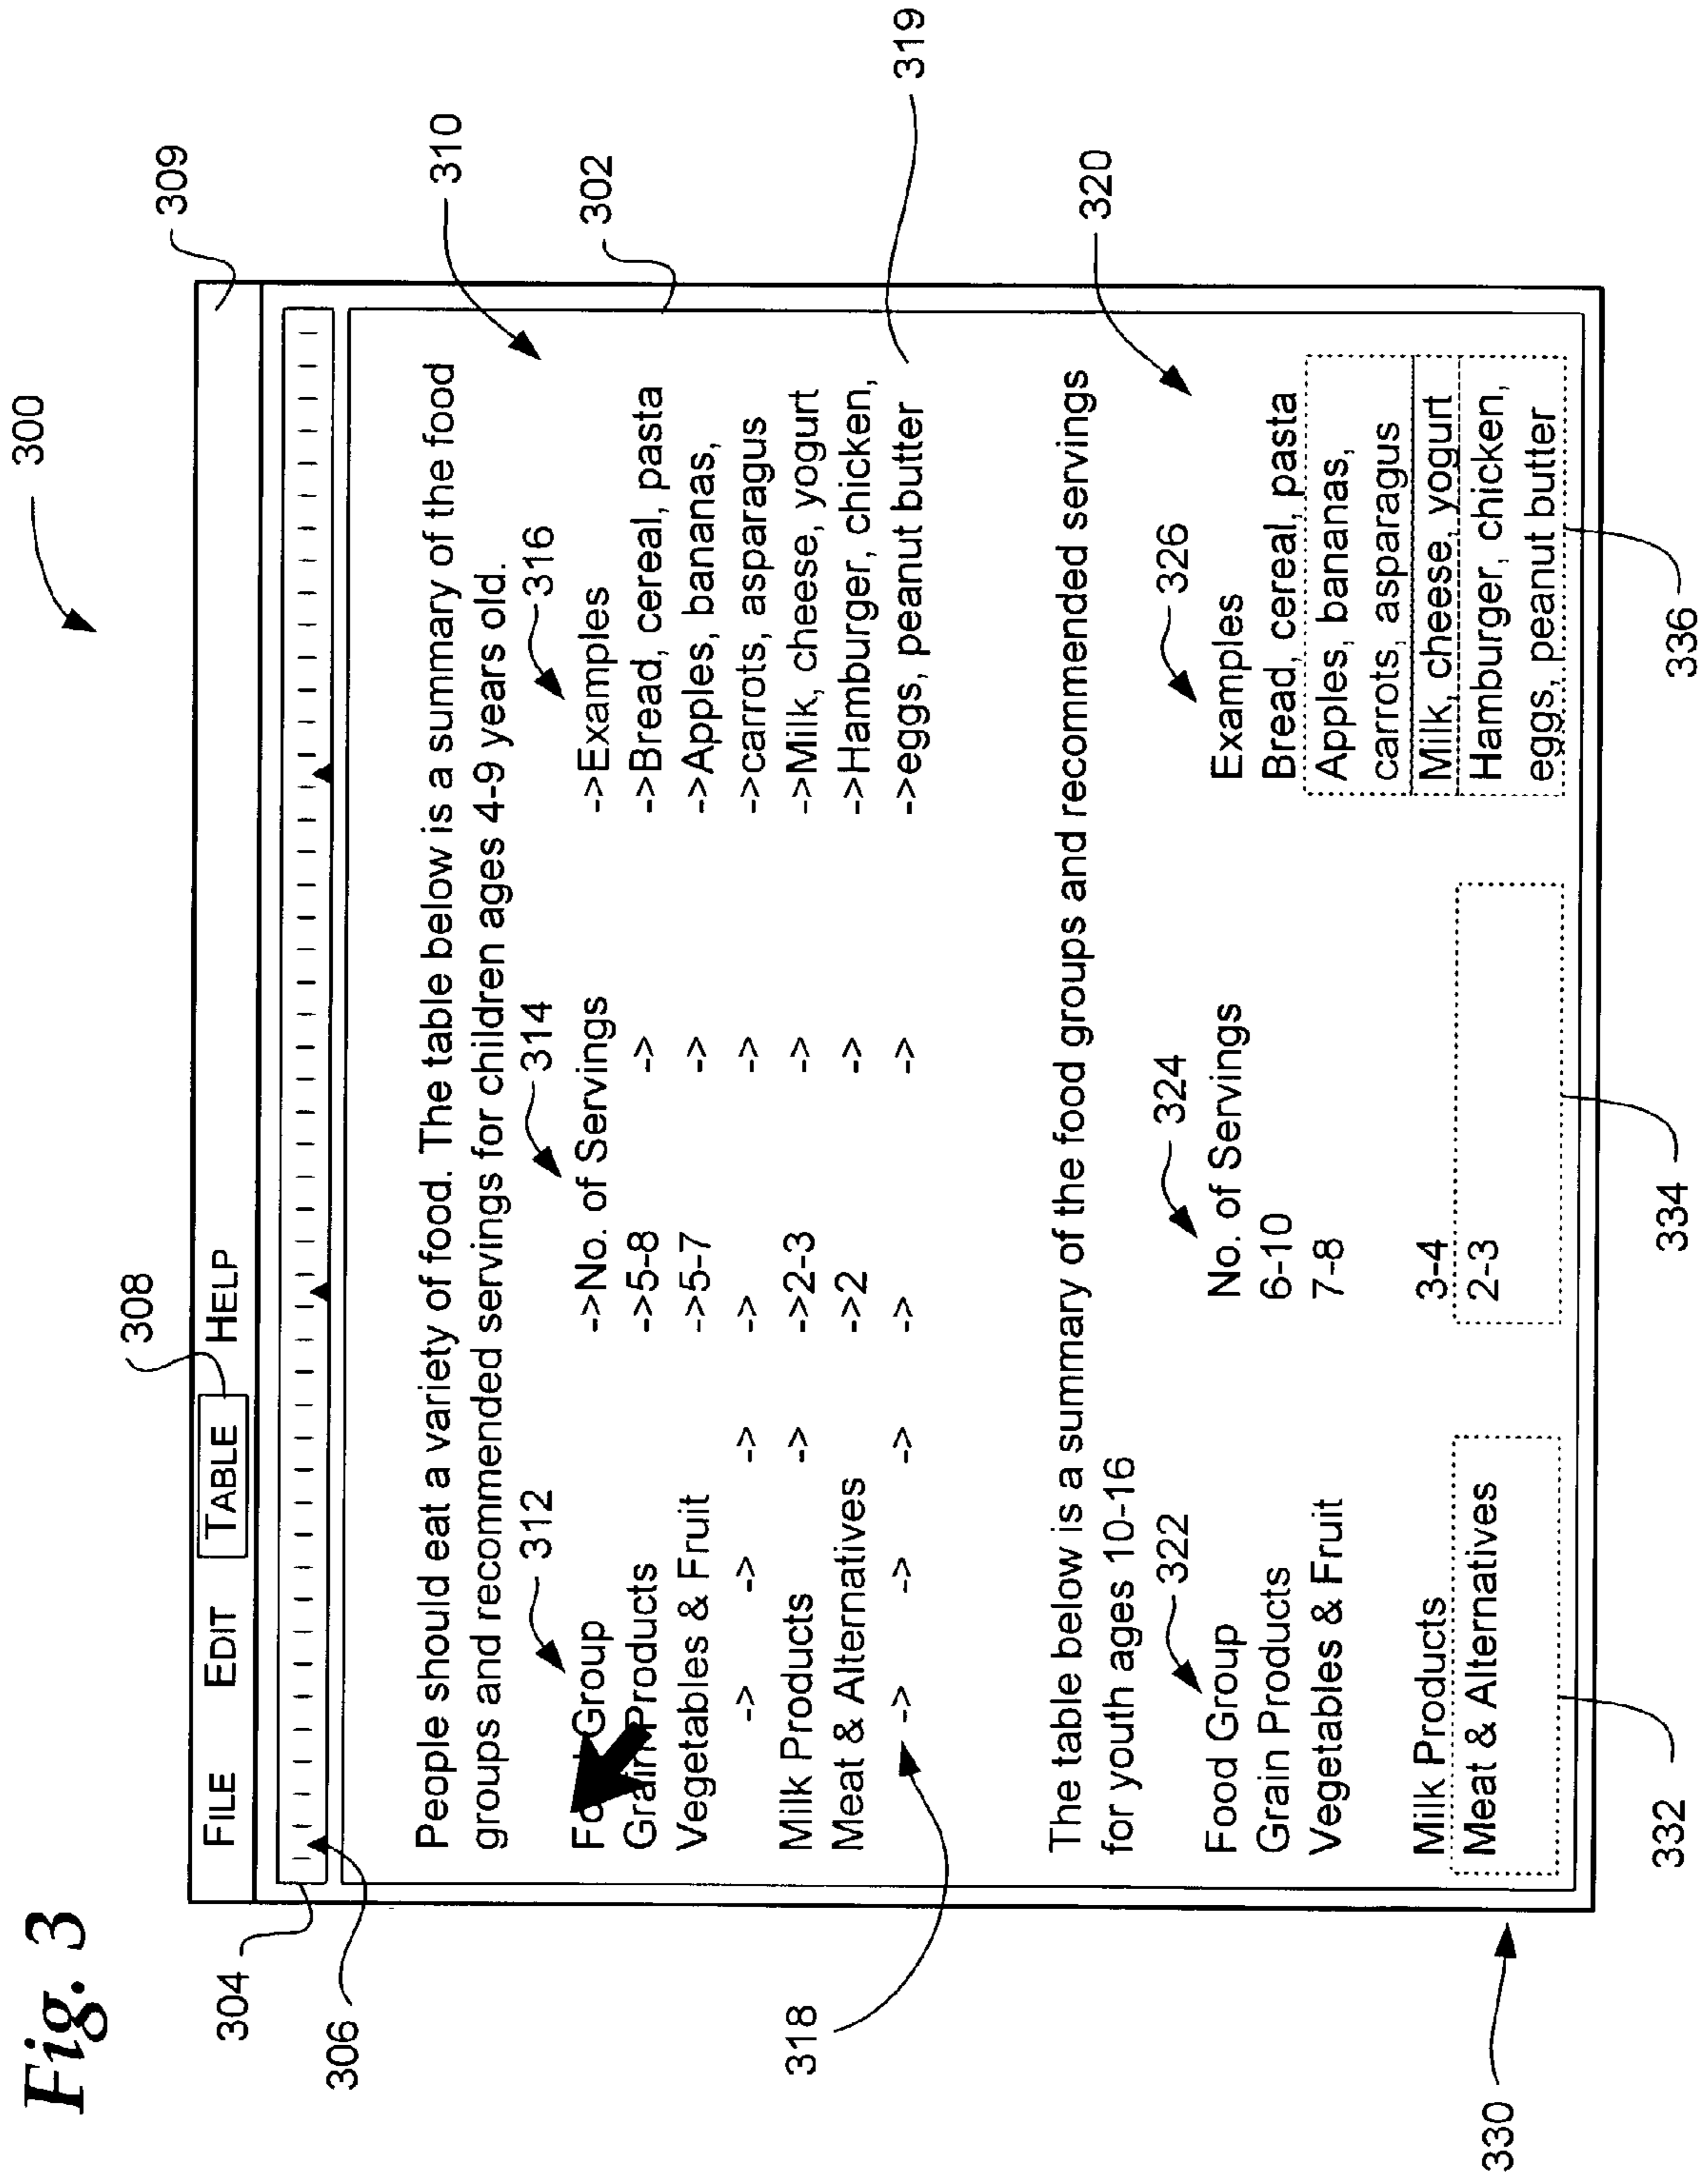 Fig. 3
300
308
309
FILE EDIT TABLE HELP
304
306
People should eat a variety of food. The table below is a summary of the food
groups and recommended servings for children ages 4-9 years old.
310
312 314 316
302
Food Group ->No. of Servings ->Examples
Grain Products ->5-8 -> ->Bread, cereal, pasta
Vegetables & Fruit ->5-7 -> ->Apples, bananas,
-> -> -> -> -> ->carrots, asparagus
Milk Products -> ->2-3 -> ->Milk, cheese, yogurt
Meat & Alternatives ->2 -> ->Hamburger, chicken,
-> -> -> -> -> ->eggs, peanut butter
318
319
The table below is a summary of the food groups and recommended servings
for youth ages 10-16
320
322 324 326
Food Group No. of Servings Examples
Grain Products 6-10 Bread, cereal, pasta
Vegetables & Fruit 7-8 Apples, bananas,
carrots, asparagus
Milk Products 3-4 Milk, cheese, yogurt
Meat & Alternatives 2-3 Hamburger, chicken,
eggs, peanut butter
330
332 334 336